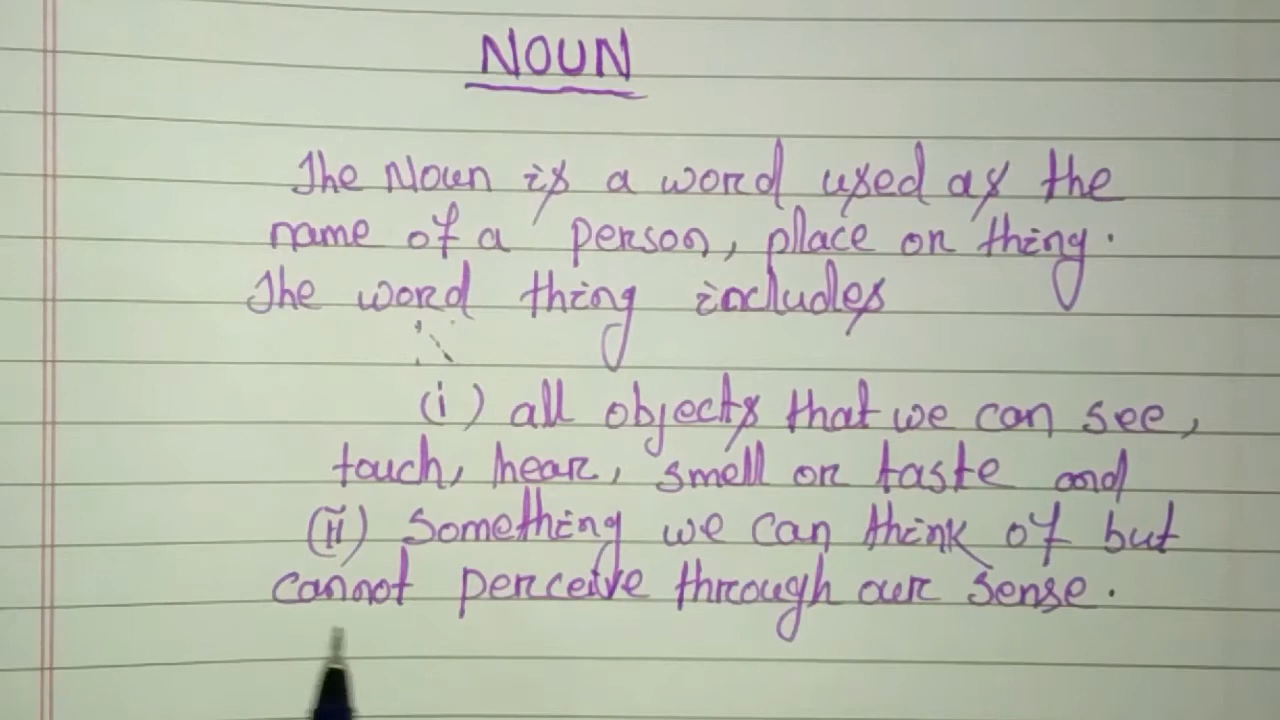 NOUN
The Noun is a word used as the
name of a person, place or thing.
The word thing includes
(i) all objects that we can see,
touch, hear, smell or taste and
(ii) Something we can think of but
cannot perceive through our sense.